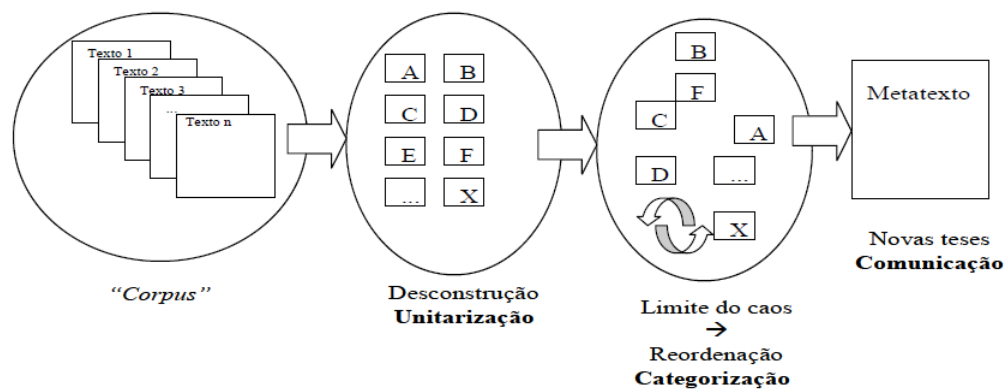 Texto 1
Texto 2
Texto 3
...
Texto n
“Corpus”
A B
C D
E F
... X
Desconstrução
Unitarização
B
F
C
A
D
...
X
Limite do caos
→
Reordenação
Categorização
Metatexto
Novas teses
Comunicação